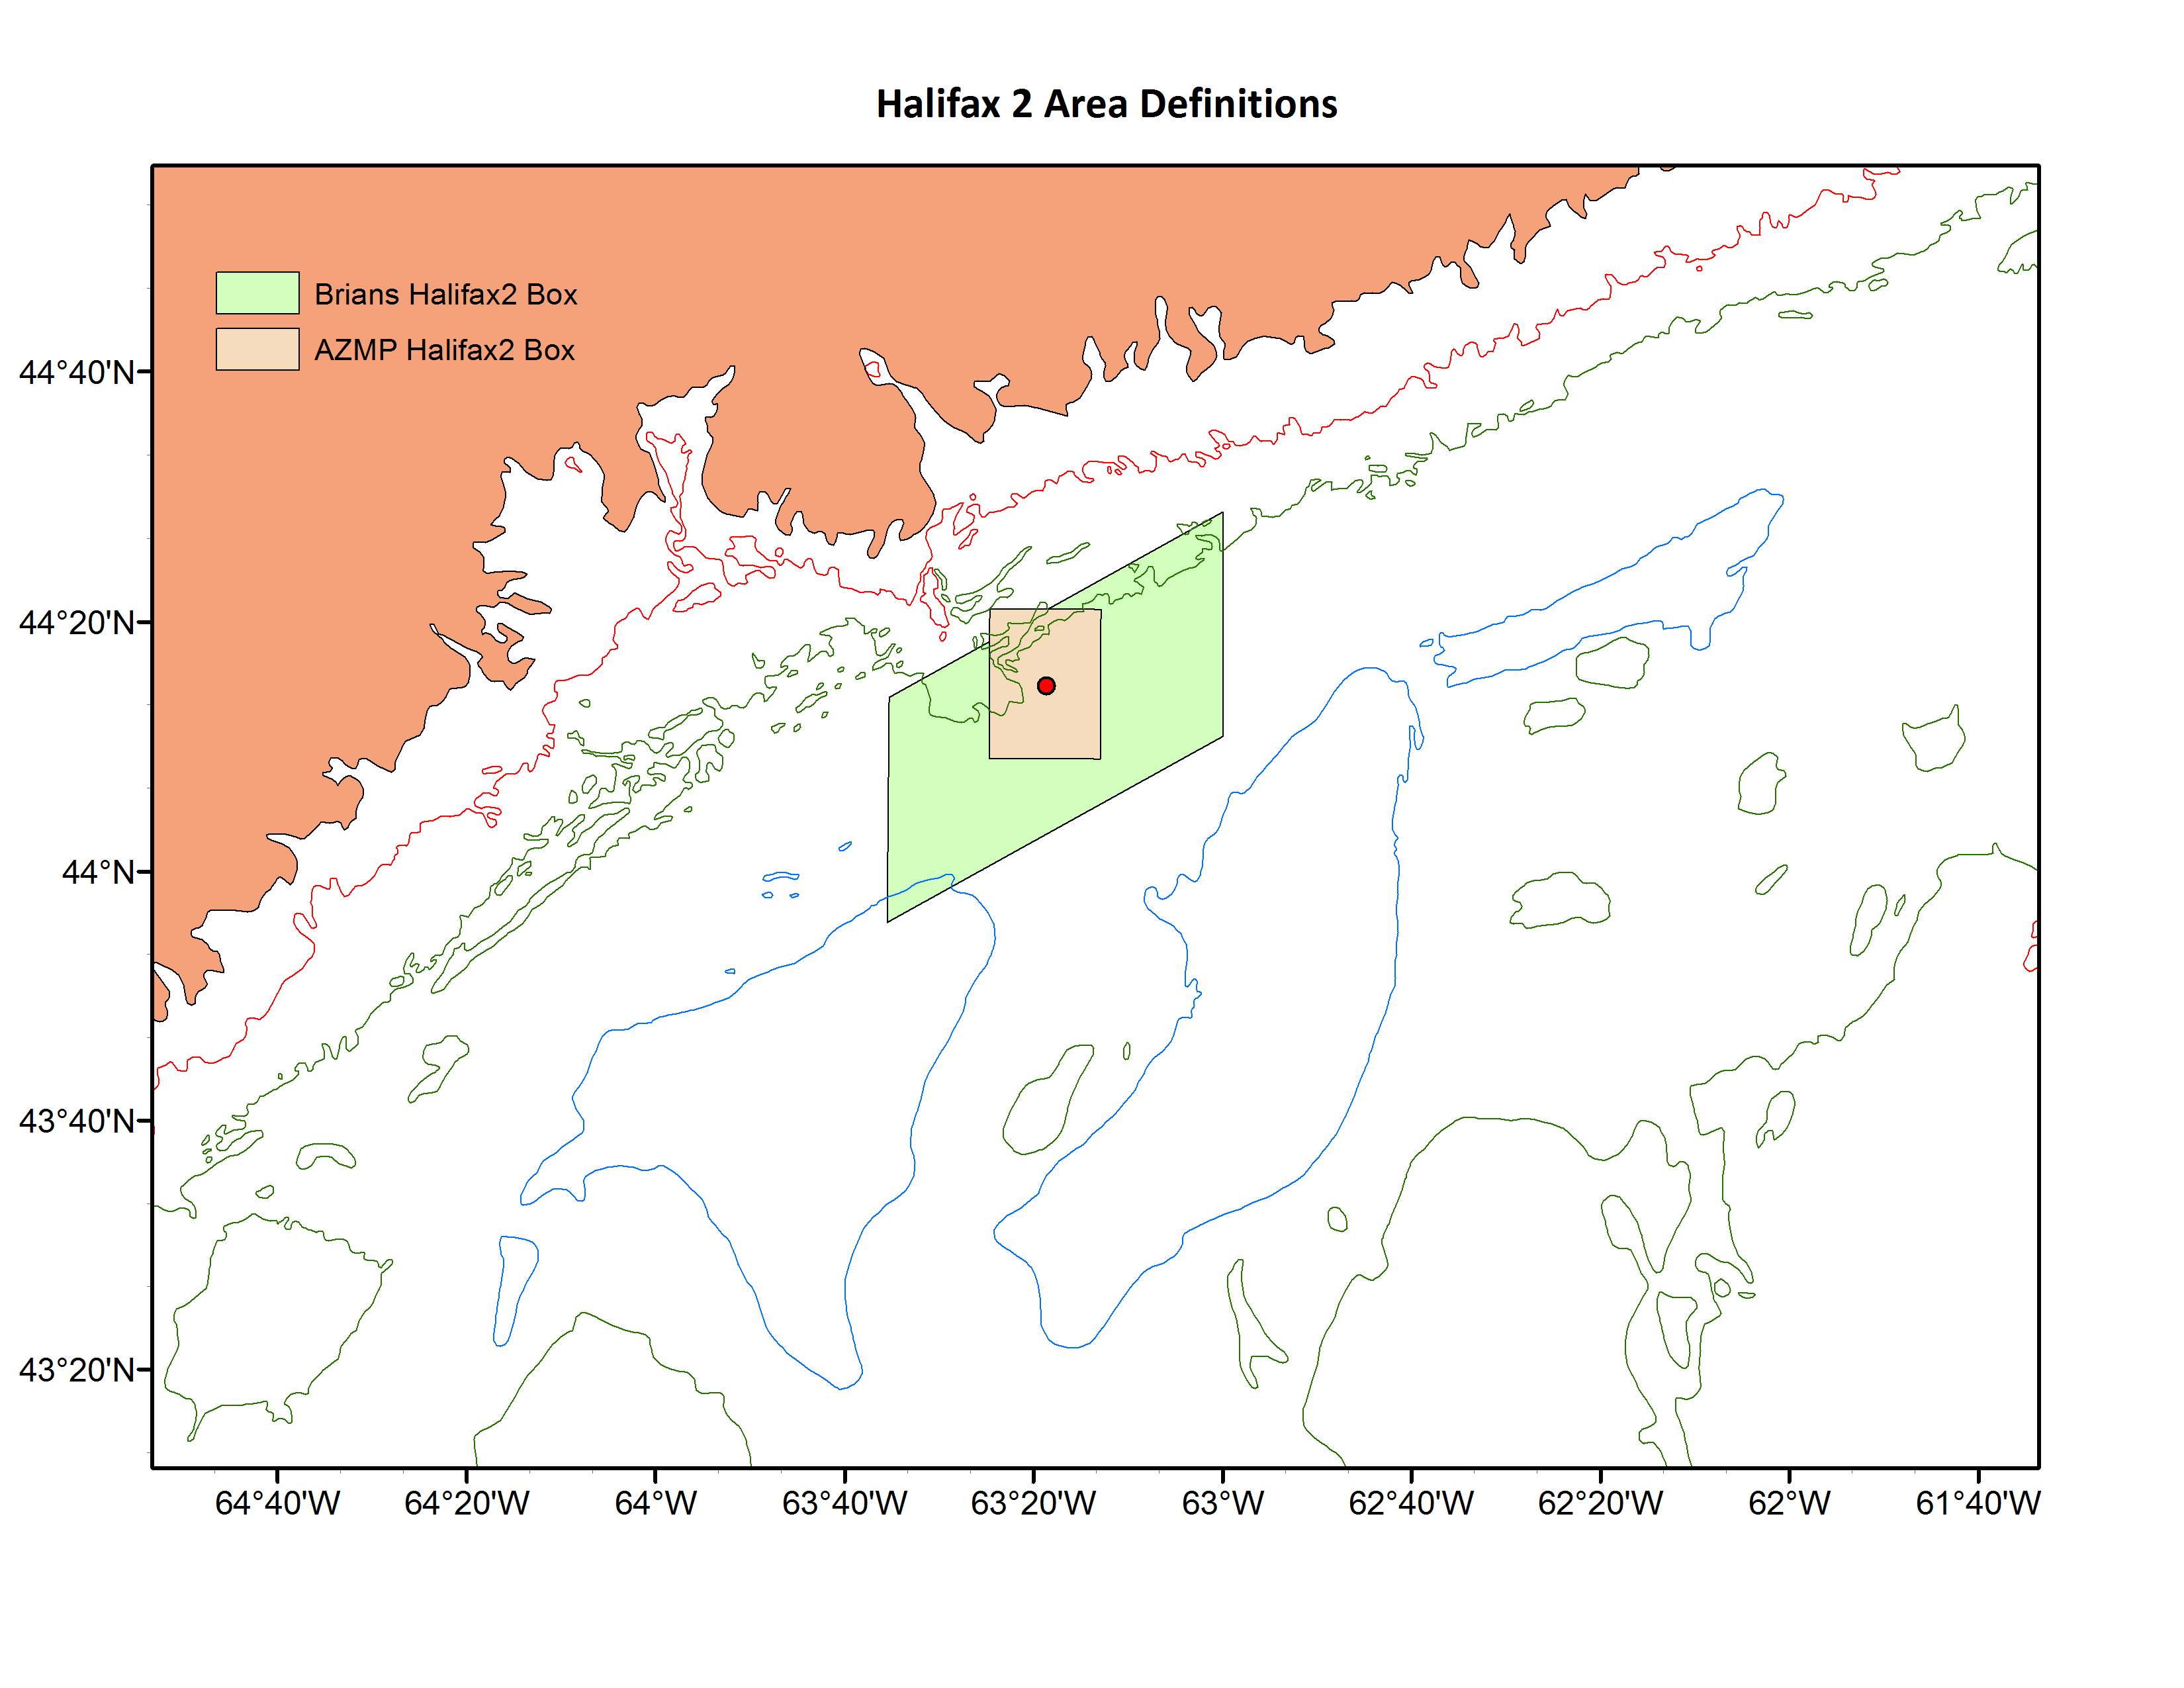 Halifax 2 Area Definitions
Brians Halifax2 Box
AZMP Halifax2 Box
44°40'N
44°20'N
44°N
43°40'N
43°20'N
64°40'W 64°20'W 64°W 63°40'W 63°20'W 63°W 62°40'W 62°20'W 62°W 61°40'W